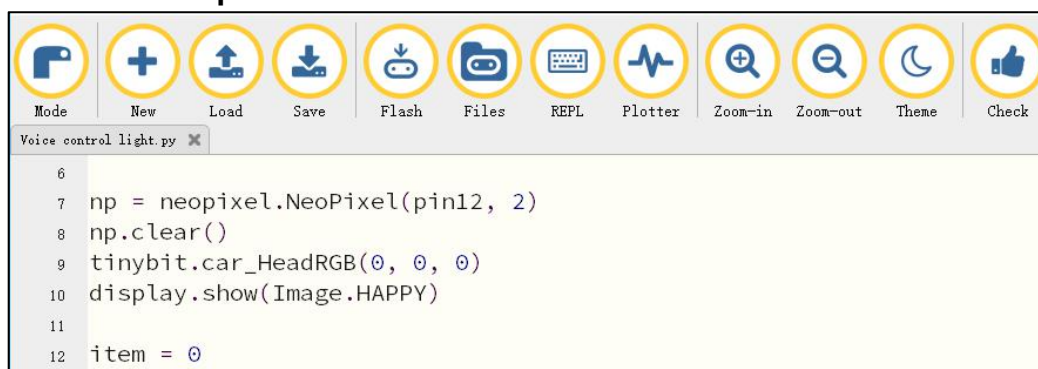 Mode New Load Save Flash Files REPL Plotter Zoom-in Zoom-out Theme Check
Voice control light.py
6
7 np = neopixel.NeoPixel(pin12, 2)
8 np.clear()
9 tinybit.car_HeadRGB(0, 0, 0)
10 display.show(Image.HAPPY)
11
12 item = 0